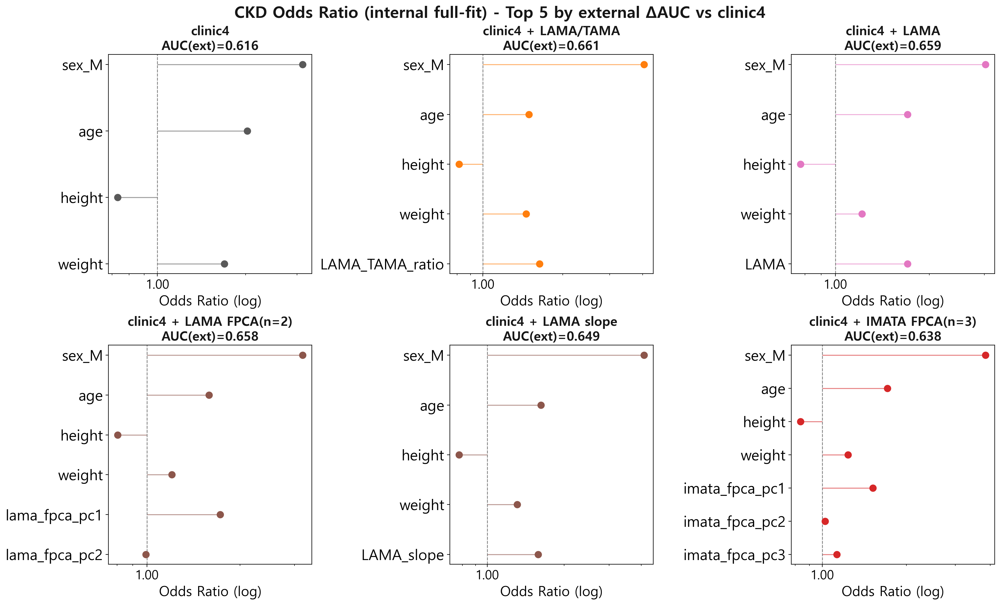 CKD Odds Ratio (internal full-fit) - Top 5 by external ΔAUC vs clinic4
clinic4
AUC(ext)=0.616
sex_M
age
height
weight
1.00
Odds Ratio (log)
clinic4 + LAMA/TAMA
AUC(ext)=0.661
sex_M
age
height
weight
LAMA_TAMA_ratio
1.00
Odds Ratio (log)
clinic4 + LAMA
AUC(ext)=0.659
sex_M
age
height
weight
LAMA
1.00
Odds Ratio (log)
clinic4 + LAMA FPCA(n=2)
AUC(ext)=0.658
sex_M
age
height
weight
lama_fpca_pc1
lama_fpca_pc2
1.00
Odds Ratio (log)
clinic4 + LAMA slope
AUC(ext)=0.649
sex_M
age
height
weight
LAMA_slope
1.00
Odds Ratio (log)
clinic4 + IMATA FPCA(n=3)
AUC(ext)=0.638
sex_M
age
height
weight
imata_fpca_pc1
imata_fpca_pc2
imata_fpca_pc3
1.00
Odds Ratio (log)